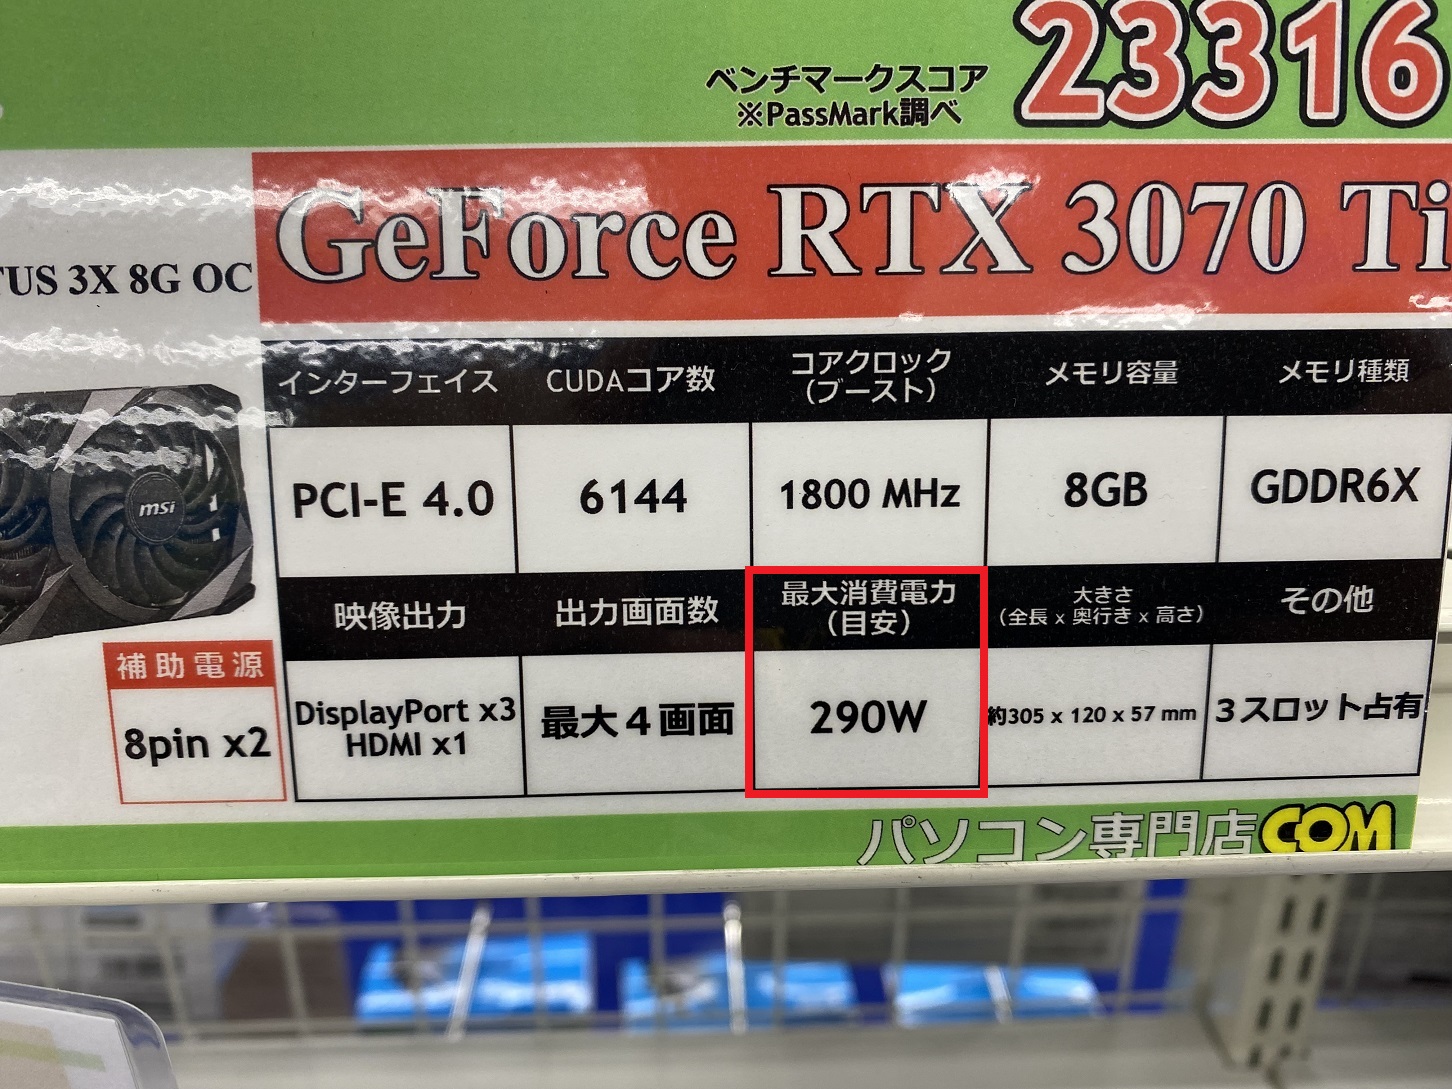 23316
ベンチマークスコア
※PassMark調べ
GeForce RTX 3070 Ti
TUS 3X 8G OC
インターフェイス
CUDAコア数
コアクロック
(ブースト)
メモリ容量
メモリ種類
PCI-E 4.0
6144
1800 MHz
8GB
GDDR6X
msi
映像出力
出力画面数
最大消費電力
(目安)
大きさ
(全長 x 奥行き x 高さ)
その他
補助電源
8pin x2
DisplayPort x3
HDMI x1
最大4画面
290W
約305 x 120 x 57 mm
3スロット占有
パソコン専門店COM